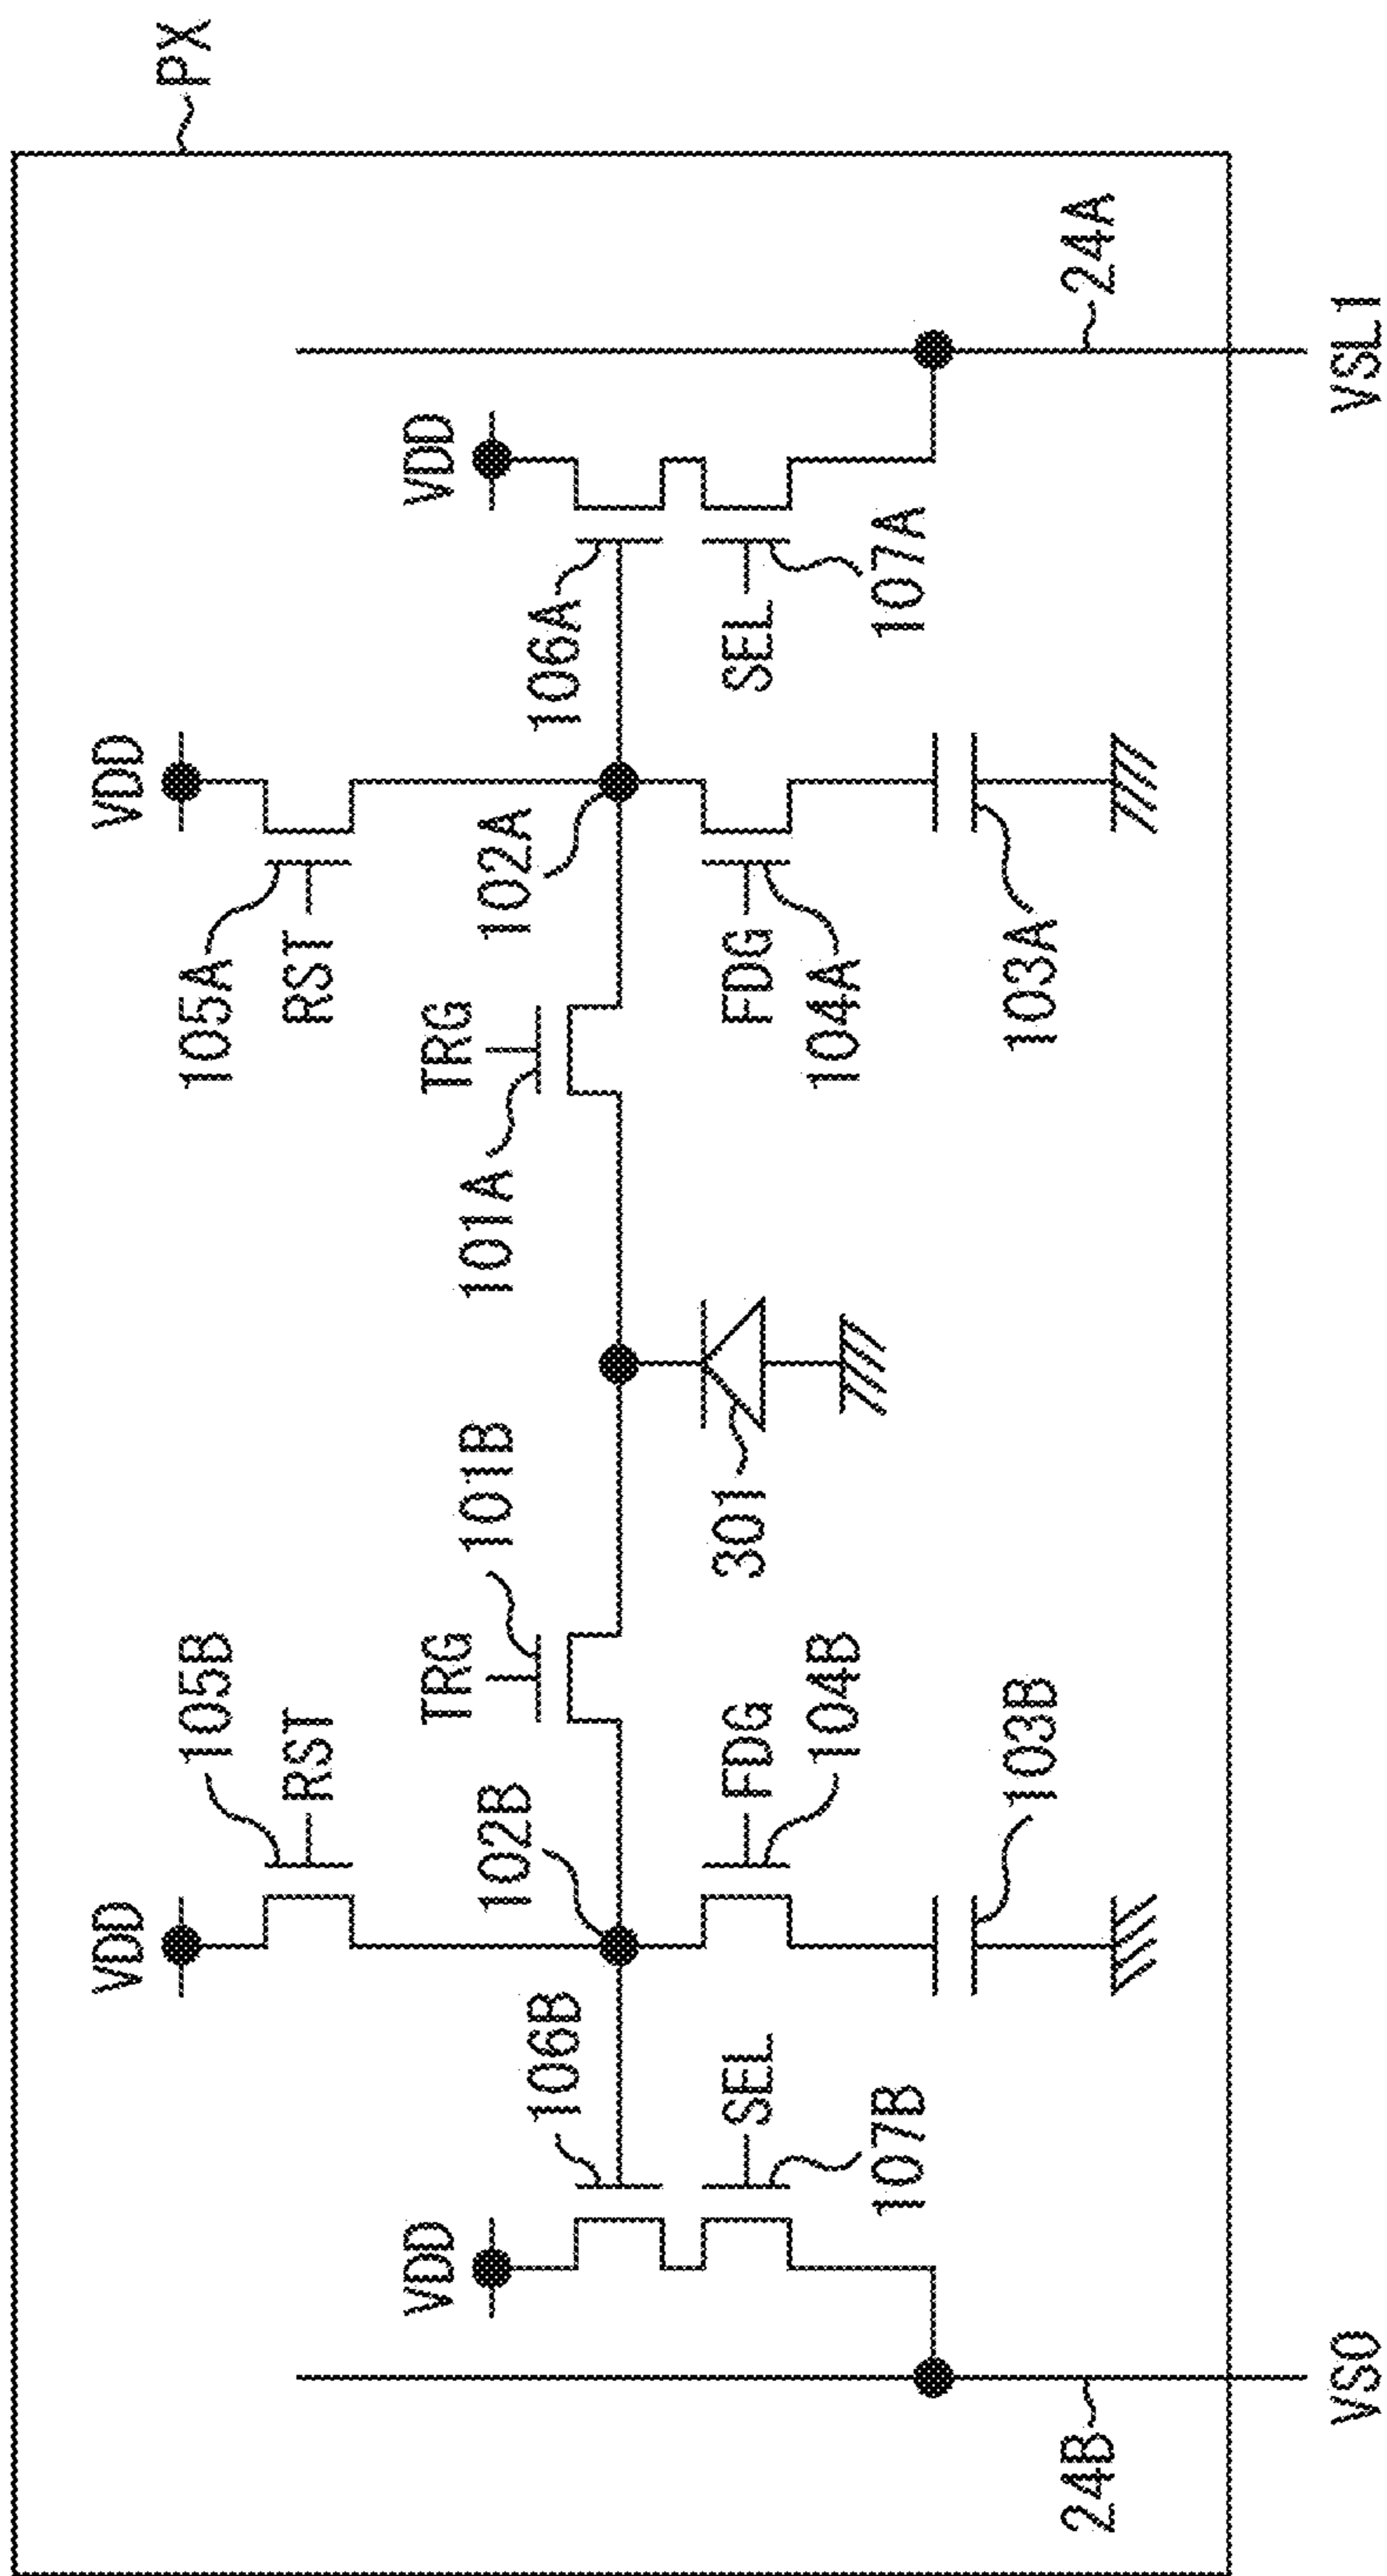 PX
VDD
105B
RST
VDD
105A
RST
VDD
TRG
101B
101A
TRG
VDD
106B
102B
102A
106A
SEL
107B
FDG
104B
301
FDG
104A
SEL
107A
103B
103A
24B
24A
VS0
VSL1